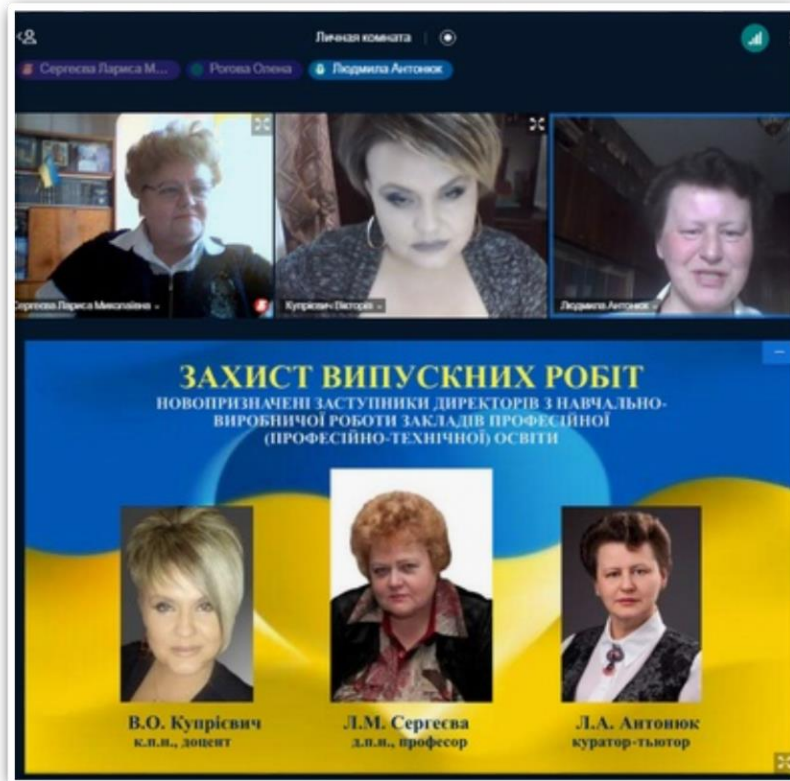 Личная комната
Сергеєва Лариса М...
Рогова Олена
Людмила Антонюк
Сергеєва Лариса Миколаївна
Купрієвич Вікторія
Людмила Антонюк
ЗАХИСТ ВИПУСКНИХ РОБІТ
НОВОПРИЗНАЧЕНІ ЗАСТУПНИКИ ДИРЕКТОРІВ З НАВЧАЛЬНО-
ВИРОБНИЧОЇ РОБОТИ ЗАКЛАДІВ ПРОФЕСІЙНОЇ
(ПРОФЕСІЙНО-ТЕХНІЧНОЇ) ОСВІТИ
В.О. Купрієвич
к.п.н., доцент
Л.М. Сергеєва
д.п.н., професор
Л.А. Антонюк
куратор-тьютор